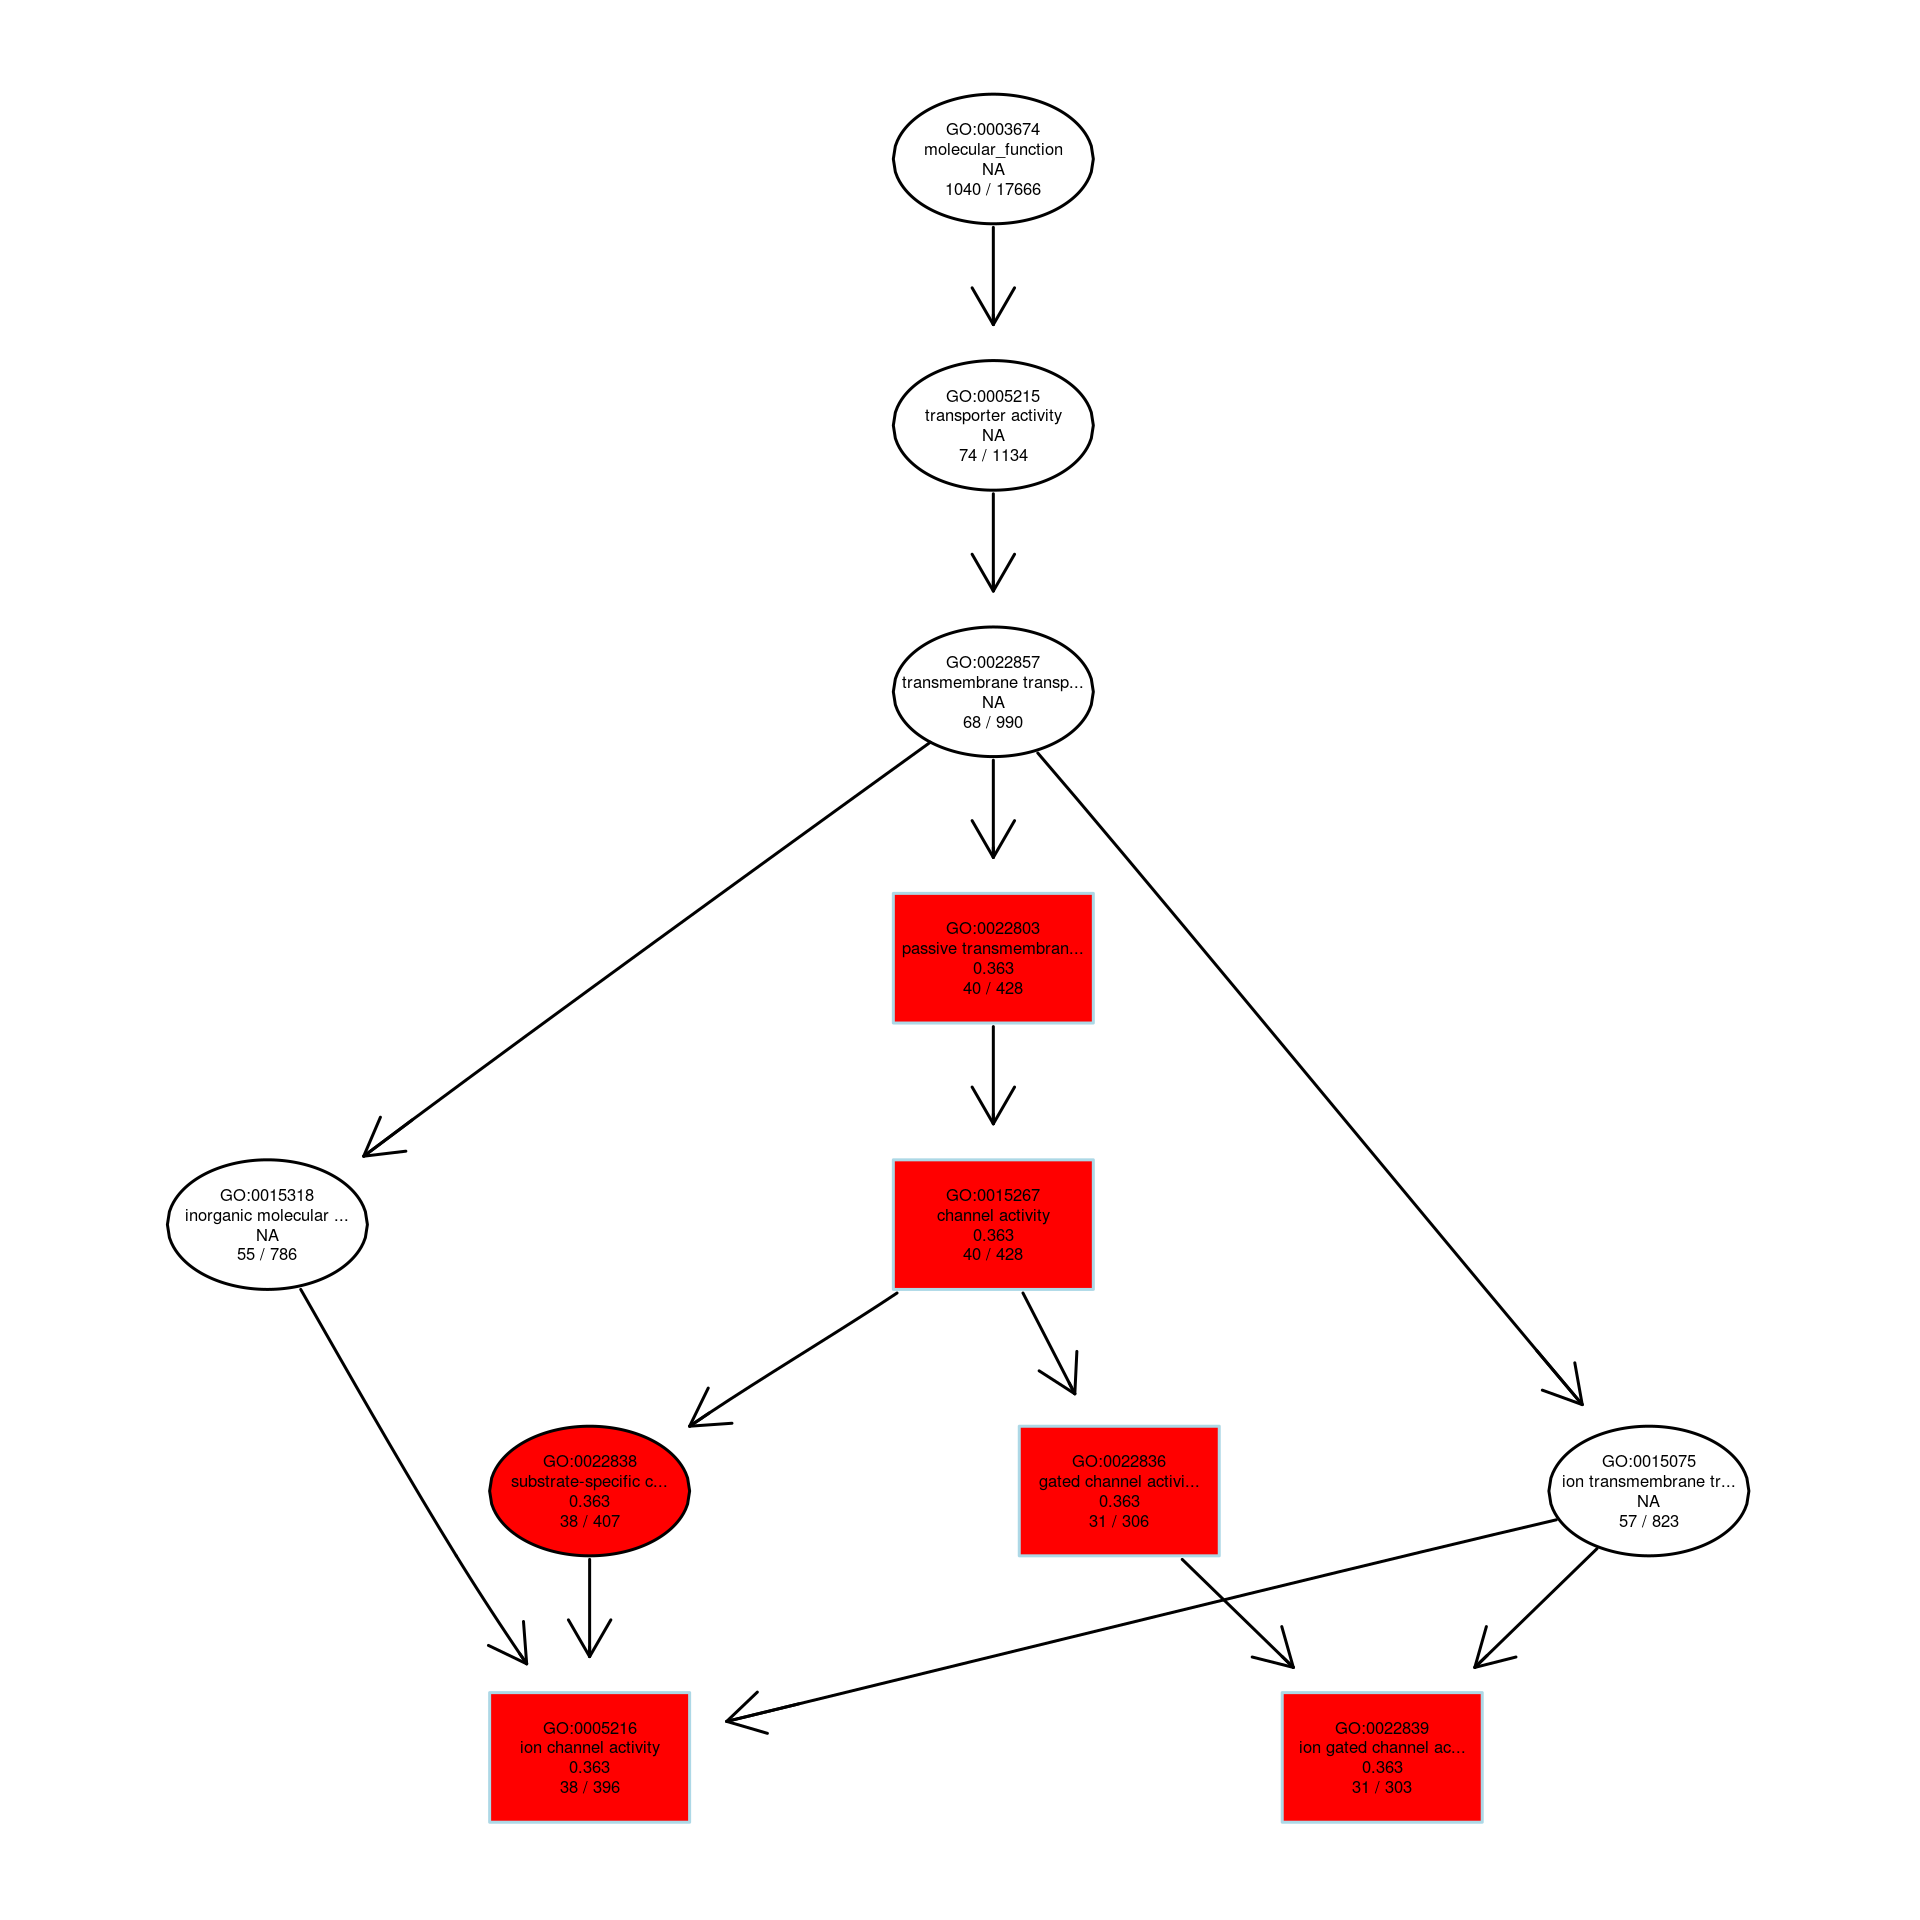 GO:0003674
molecular_function
NA
1040 / 17666
GO:0005215
transporter activity
NA
74 / 1134
GO:0022857
transmembrane transp...
NA
68 / 990
GO:0022803
passive transmembran...
0.363
40 / 428
GO:0015318
inorganic molecular ...
NA
55 / 786
GO:0015267
channel activity
0.363
40 / 428
GO:0022838
substrate-specific c...
0.363
38 / 407
GO:0022836
gated channel activi...
0.363
31 / 306
GO:0015075
ion transmembrane tr...
NA
57 / 823
GO:0005216
ion channel activity
0.363
38 / 396
GO:0022839
ion gated channel ac...
0.363
31 / 303